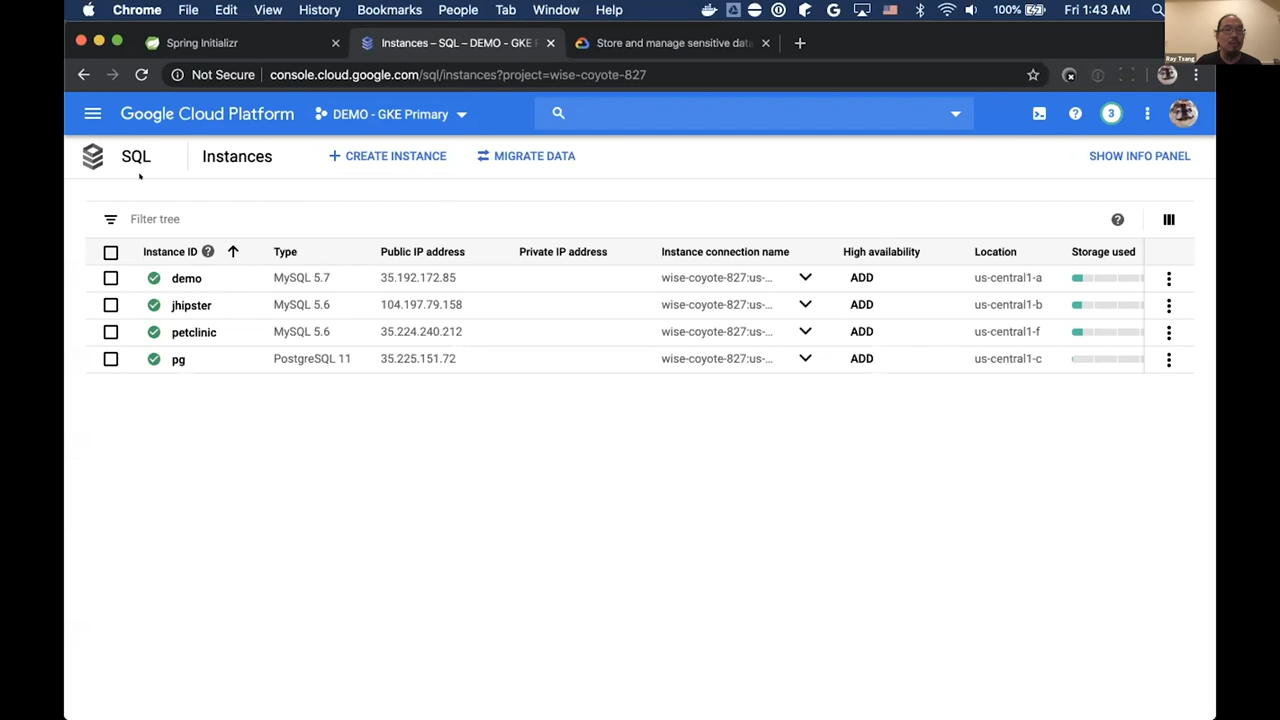 Chrome File Edit View History Bookmarks People Tab Window Help 100% Fri 1:43 AM
Ray Tsang
Spring Initializr Instances – SQL – DEMO - GKE P Store and manage sensitive data
Not Secure console.cloud.google.com/sql/instances?project=wise-coyote-827
Google Cloud Platform DEMO - GKE Primary 3
SQL Instances CREATE INSTANCE MIGRATE DATA SHOW INFO PANEL
Filter tree
Instance ID Type Public IP address Private IP address Instance connection name High availability Location Storage used
demo MySQL 5.7 35.192.172.85 wise-coyote-827:us-... ADD us-central1-a
jhipster MySQL 5.6 104.197.79.158 wise-coyote-827:us-... ADD us-central1-b
petclinic MySQL 5.6 35.224.240.212 wise-coyote-827:us-... ADD us-central1-f
pg PostgreSQL 11 35.225.151.72 wise-coyote-827:us-... ADD us-central1-c